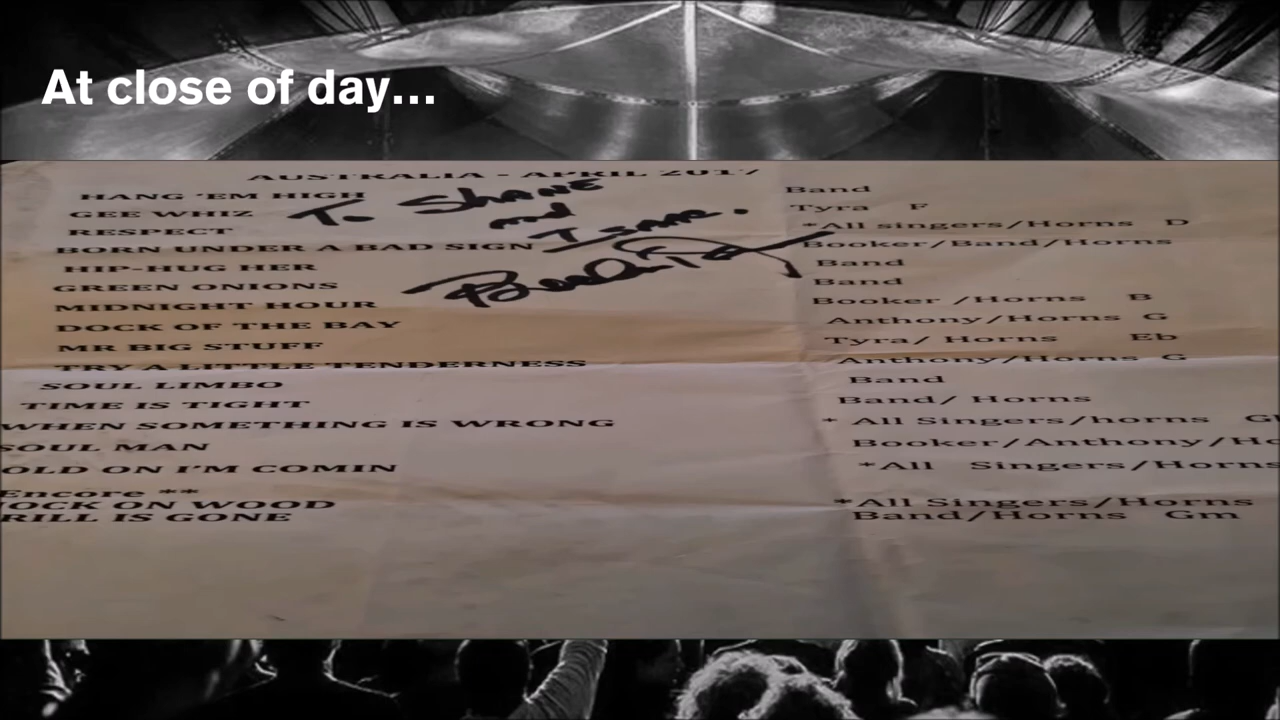 At close of day...
AUSTRALIA - APRIL 2017
HANG 'EM HIGH Band
GEE WHIZ Tyra F
RESPECT *All singers/Horns D
BORN UNDER A BAD SIGN Booker/Band/Horns
HIP-HUG HER Band
GREEN ONIONS Band
MIDNIGHT HOUR Booker /Horns B
DOCK OF THE BAY Anthony/Horns G
MR BIG STUFF Tyra/ Horns Eb
TRY A LITTLE TENDERNESS Anthony/Horns G
SOUL LIMBO Band
TIME IS TIGHT Band/ Horns
WHEN SOMETHING IS WRONG * All Singers/horns G
SOUL MAN Booker/Anthony/Ho
OLD ON I'M COMIN *All Singers/Horns
Encore **
OCK ON WOOD *All Singers/Horns
RILL IS GONE Band/Horns Gm
To SHANE
and
ISAAC.